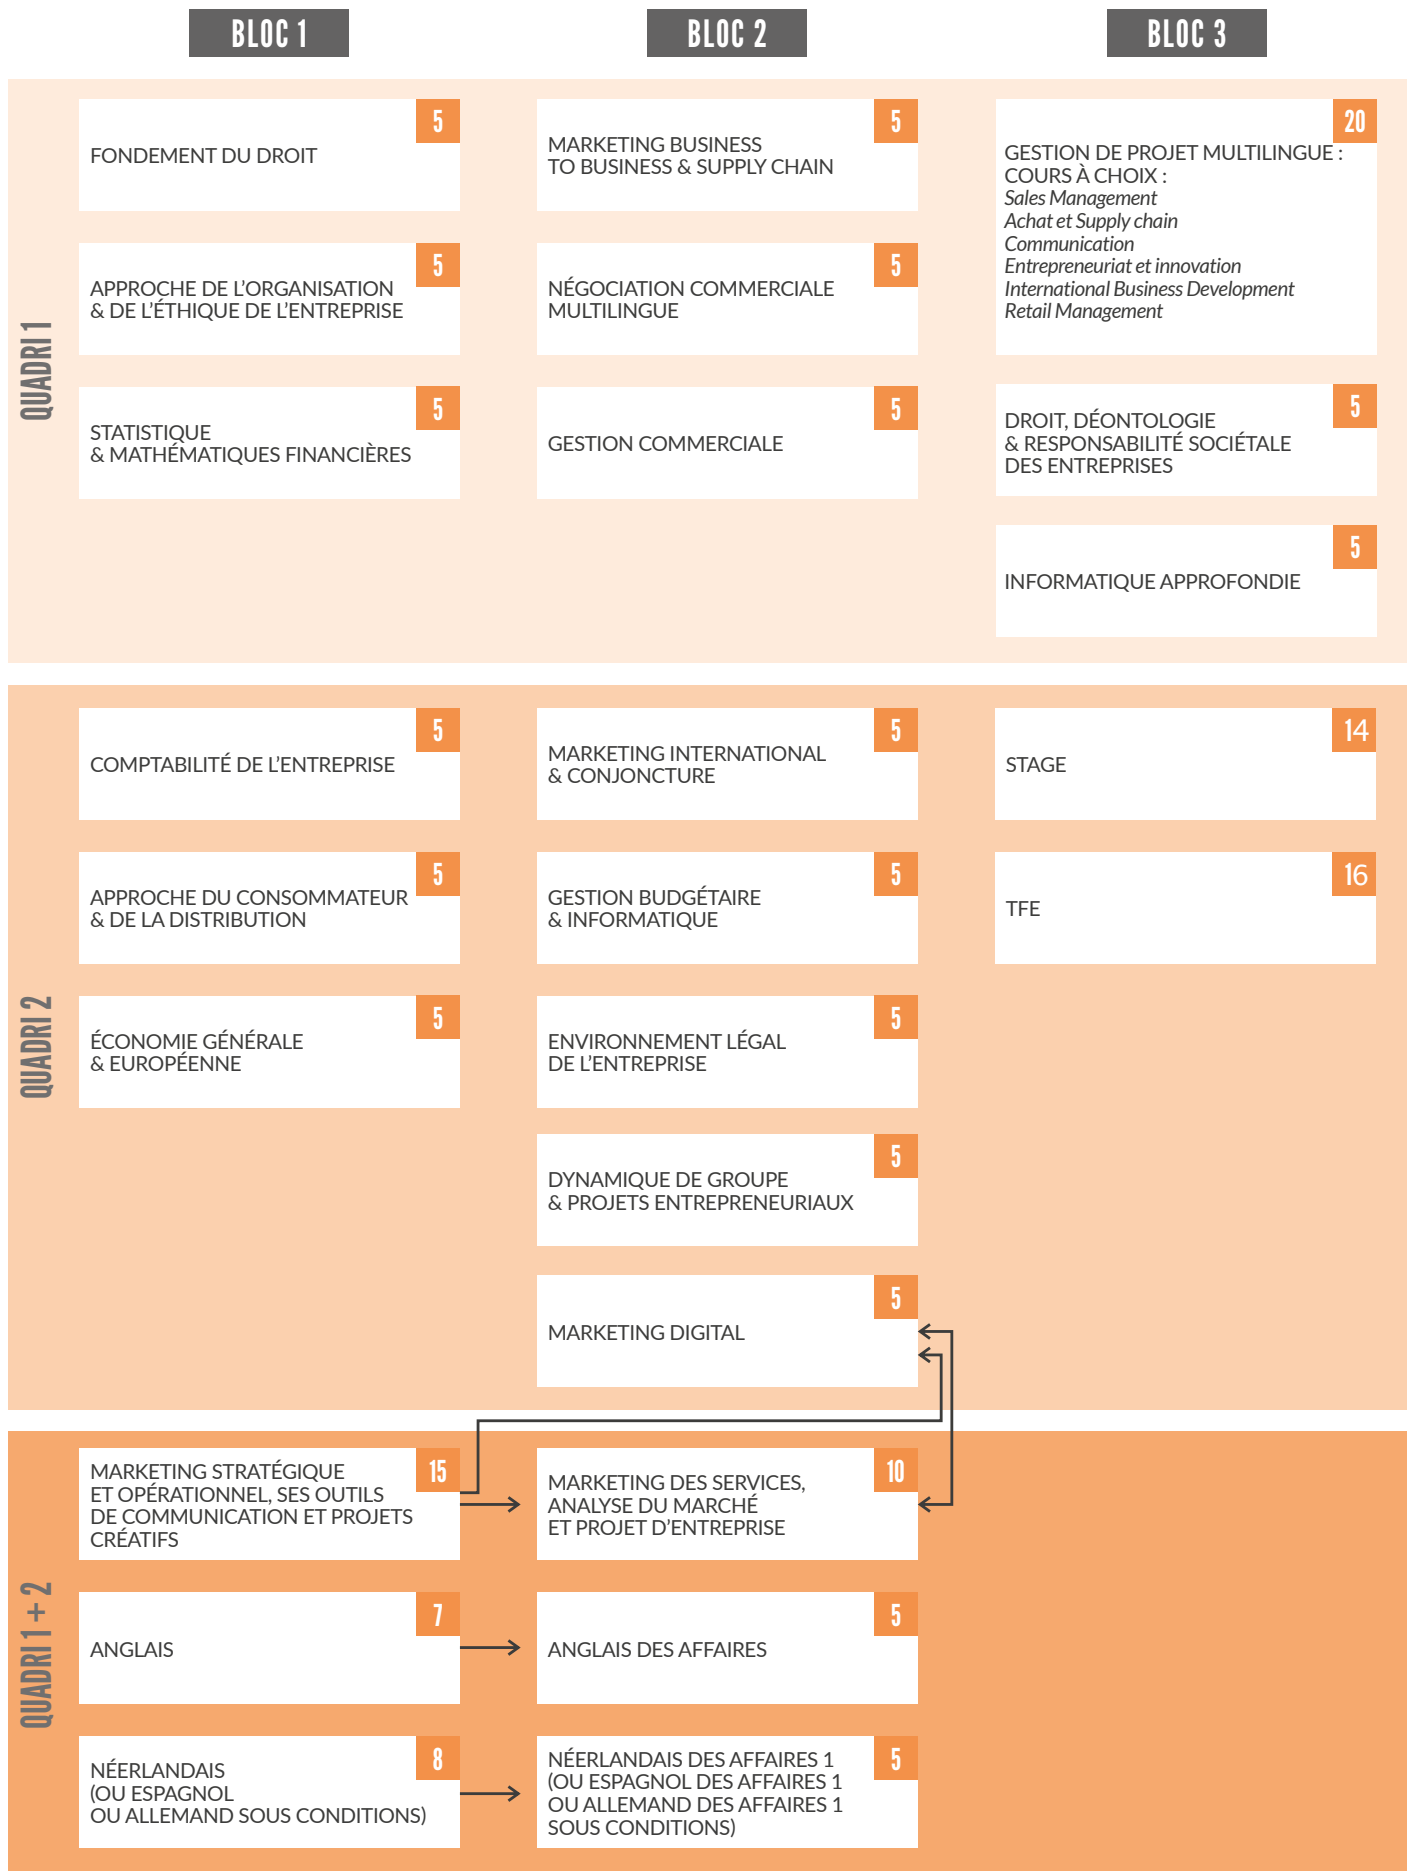 BLOC 1
BLOC 2
BLOC 3
QUADRI 1
5
FONDEMENT DU DROIT
5
APPROCHE DE L’ORGANISATION
& DE L’ÉTHIQUE DE L’ENTREPRISE
5
STATISTIQUE
& MATHÉMATIQUES FINANCIÈRES
5
MARKETING BUSINESS
TO BUSINESS & SUPPLY CHAIN
5
NÉGOCIATION COMMERCIALE
MULTILINGUE
5
GESTION COMMERCIALE
20
GESTION DE PROJET MULTILINGUE :
COURS À CHOIX :
Sales Management
Achat et Supply chain
Communication
Entrepreneuriat et innovation
International Business Development
Retail Management
5
DROIT, DÉONTOLOGIE
& RESPONSABILITÉ SOCIÉTALE
DES ENTREPRISES
5
INFORMATIQUE APPROFONDIE
QUADRI 2
5
COMPTABILITÉ DE L’ENTREPRISE
5
APPROCHE DU CONSOMMATEUR
& DE LA DISTRIBUTION
5
ÉCONOMIE GÉNÉRALE
& EUROPÉENNE
5
MARKETING INTERNATIONAL
& CONJONCTURE
5
GESTION BUDGÉTAIRE
& INFORMATIQUE
5
ENVIRONNEMENT LÉGAL
DE L’ENTREPRISE
5
DYNAMIQUE DE GROUPE
& PROJETS ENTREPRENEURIAUX
5
MARKETING DIGITAL
14
STAGE
16
TFE
QUADRI 1 + 2
15
MARKETING STRATÉGIQUE
ET OPÉRATIONNEL, SES OUTILS
DE COMMUNICATION ET PROJETS
CRÉATIFS
7
ANGLAIS
8
NÉERLANDAIS
(OU ESPAGNOL
OU ALLEMAND SOUS CONDITIONS)
10
MARKETING DES SERVICES,
ANALYSE DU MARCHÉ
ET PROJET D’ENTREPRISE
5
ANGLAIS DES AFFAIRES
5
NÉERLANDAIS DES AFFAIRES 1
(OU ESPAGNOL DES AFFAIRES 1
OU ALLEMAND DES AFFAIRES 1
SOUS CONDITIONS)